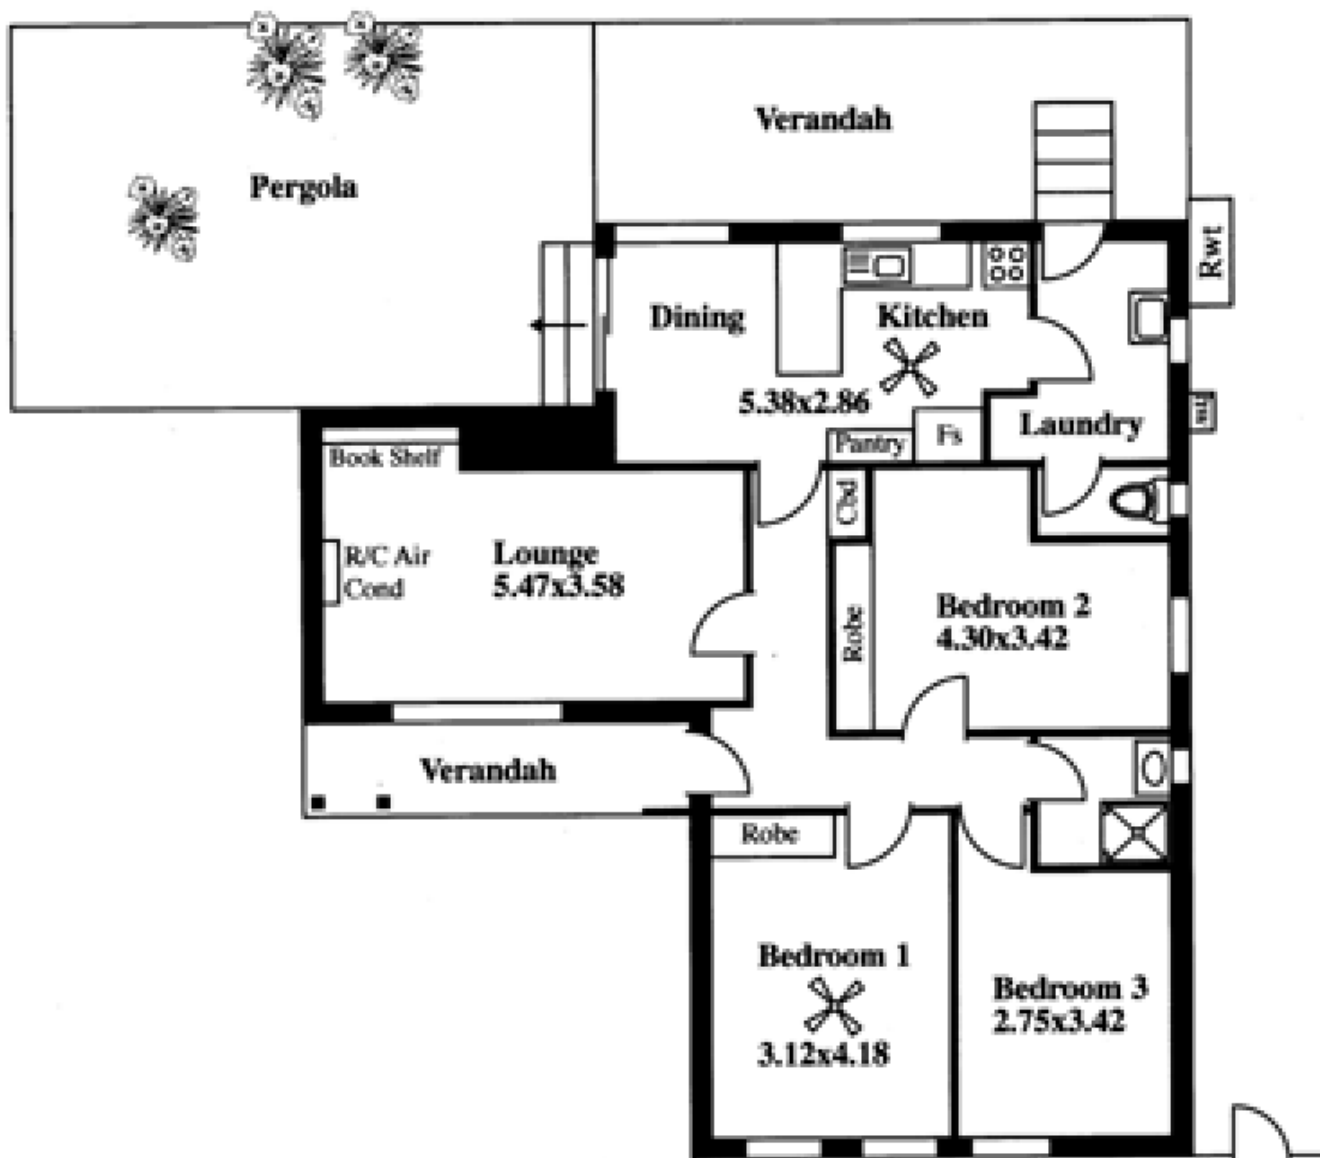 Verandah
Pergola
Rwt
Dining
Kitchen
5.38x2.86
Pantry
Fs
Laundry
Book Shelf
Cbd
R/C Air
Cond
Lounge
5.47x3.58
Robe
Bedroom 2
4.30x3.42
Verandah
Robe
Bedroom 1
3.12x4.18
Bedroom 3
2.75x3.42